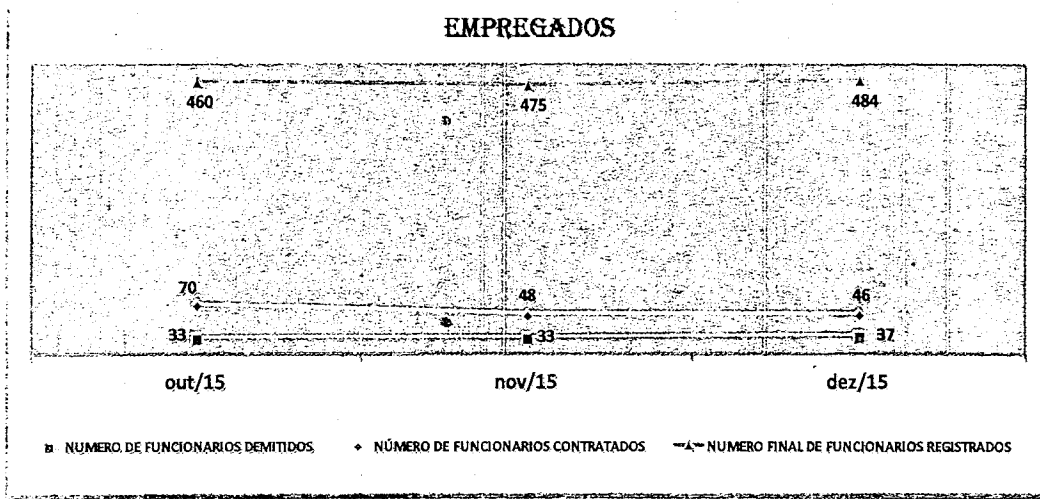 EMPREGADOS
460 475 484
70 48 46
33 33 37
out/15 nov/15 dez/15
NUMERO DE FUNCIONARIOS DEMITIDOS NÚMERO DE FUNCIONARIOS CONTRATADOS NUMERO FINAL DE FUNCIONARIOS REGISTRADOS